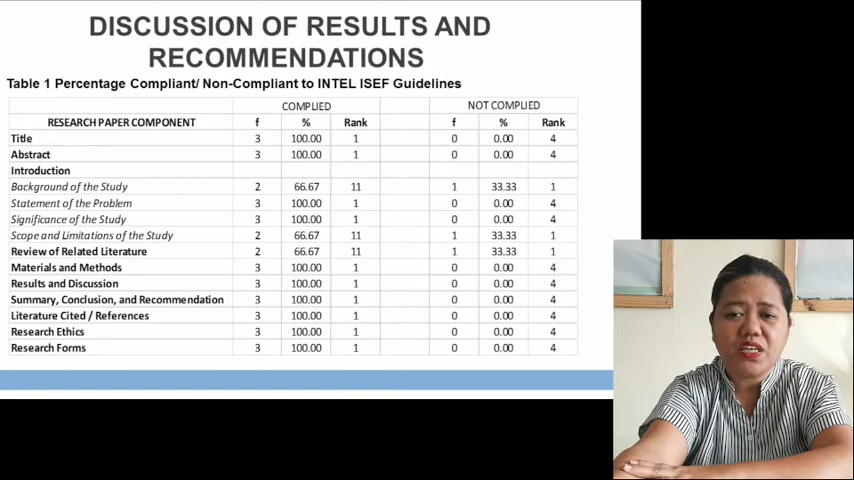 DISCUSSION OF RESULTS AND
RECOMMENDATIONS
Table 1 Percentage Compliant/ Non-Compliant to INTEL ISEF Guidelines
COMPLIED NOT COMPLIED
RESEARCH PAPER COMPONENT f % Rank f % Rank
Title 3 100.00 1 0 0.00 4
Abstract 3 100.00 1 0 0.00 4
Introduction
Background of the Study 2 66.67 11 1 33.33 1
Statement of the Problem 3 100.00 1 0 0.00 4
Significance of the Study 3 100.00 1 0 0.00 4
Scope and Limitations of the Study 2 66.67 11 1 33.33 1
Review of Related Literature 2 66.67 11 1 33.33 1
Materials and Methods 3 100.00 1 0 0.00 4
Results and Discussion 3 100.00 1 0 0.00 4
Summary, Conclusion, and Recommendation 3 100.00 1 0 0.00 4
Literature Cited / References 3 100.00 1 0 0.00 4
Research Ethics 3 100.00 1 0 0.00 4
Research Forms 3 100.00 1 0 0.00 4